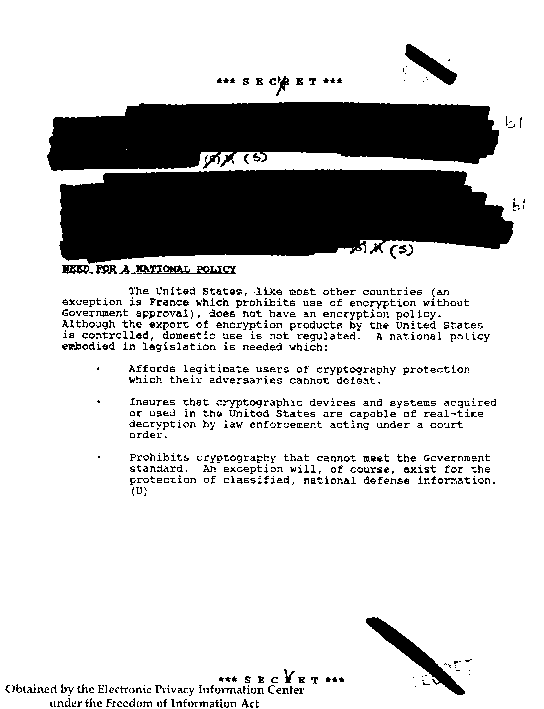 *** S E C R E T ***
b1
(S)
b1
(S)
NEED FOR A NATIONAL POLICY
The United States, like most other countries (an
exception is France which prohibits use of encryption without
Government approval), does not have an encryption policy.
Although the export of encryption products by the United States
is controlled, domestic use is not regulated. A national policy
embodied in legislation is needed which:
· Affords legitimate users of cryptography protection
which their adversaries cannot defeat.
· Insures that cryptographic devices and systems acquired
or used in the United States are capable of real-time
decryption by law enforcement acting under a court
order.
· Prohibits cryptography that cannot meet the Government
standard. An exception will, of course, exist for the
protection of classified, national defense information.
(U)
*** S E C R E T ***
Obtained by the Electronic Privacy Information Center
under the Freedom of Information Act